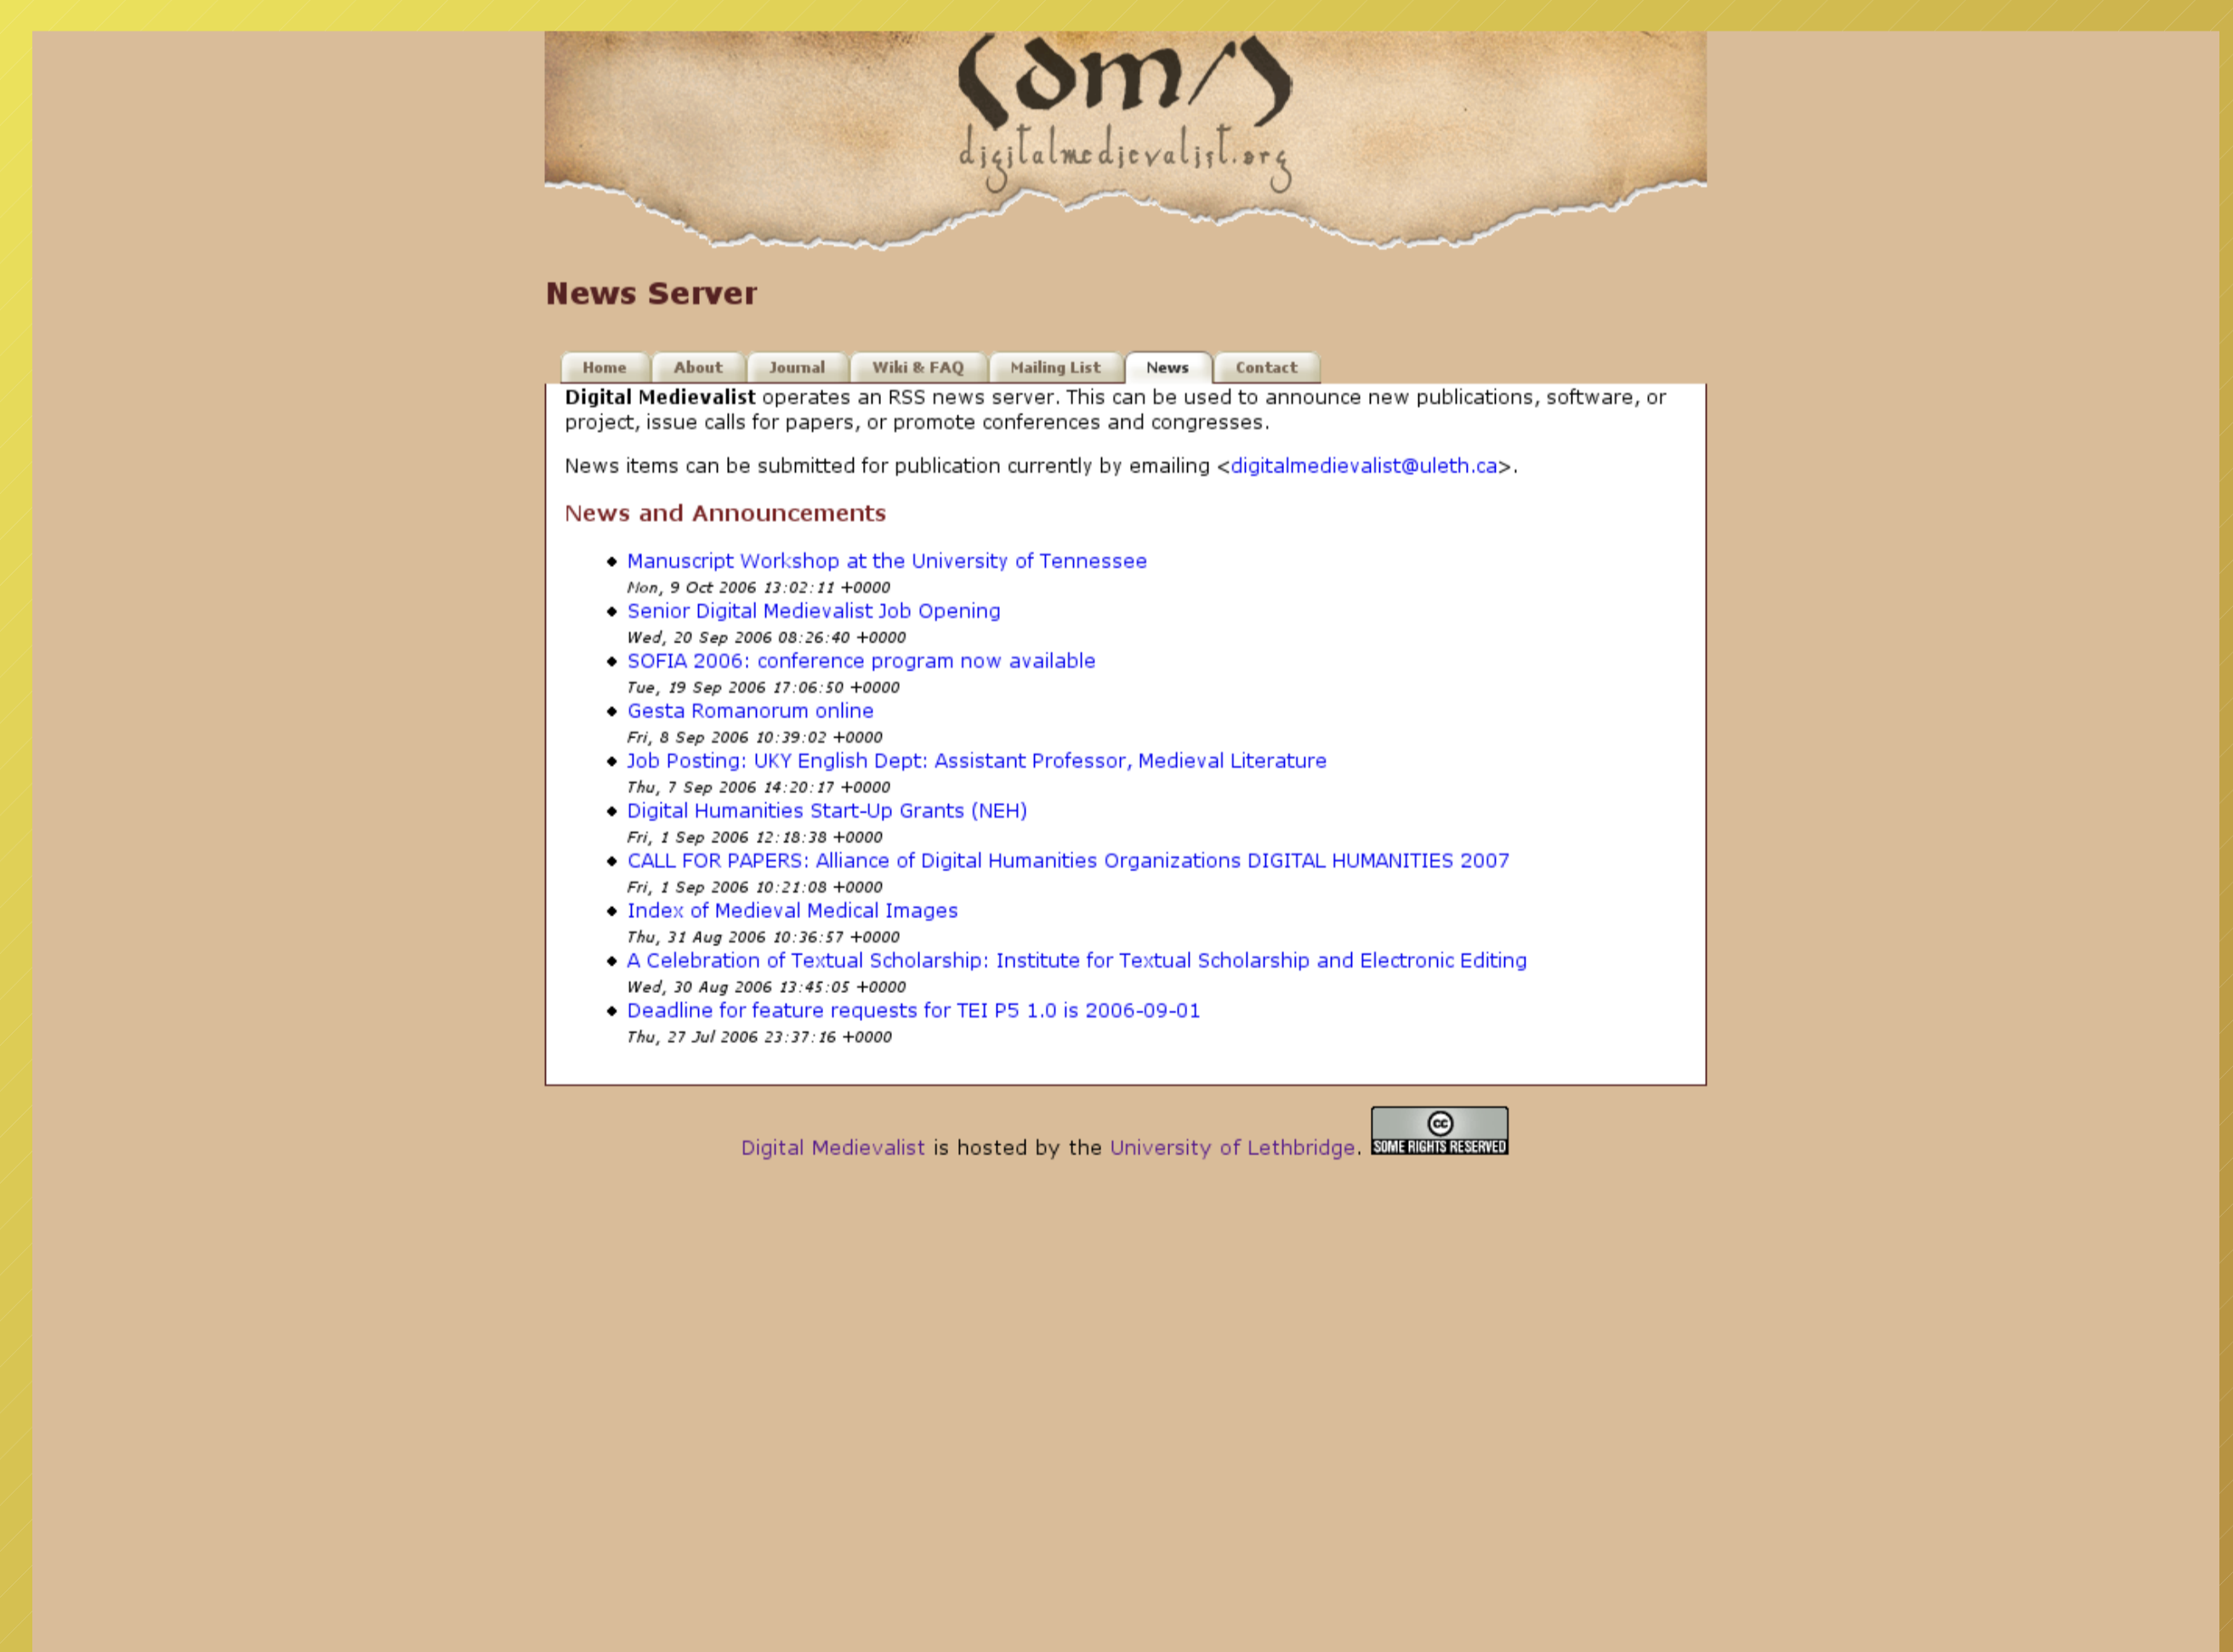 (dm/)
digitalmedievalist.org
News Server
Home About Journal Wiki & FAQ Mailing List News Contact
Digital Medievalist operates an RSS news server. This can be used to announce new publications, software, or
project, issue calls for papers, or promote conferences and congresses.
News items can be submitted for publication currently by emailing <digitalmedievalist@uleth.ca>.
News and Announcements
Manuscript Workshop at the University of Tennessee
Mon, 9 Oct 2006 13:02:11 +0000
Senior Digital Medievalist Job Opening
Wed, 20 Sep 2006 08:26:40 +0000
SOFIA 2006: conference program now available
Tue, 19 Sep 2006 17:06:50 +0000
Gesta Romanorum online
Fri, 8 Sep 2006 10:39:02 +0000
Job Posting: UKY English Dept: Assistant Professor, Medieval Literature
Thu, 7 Sep 2006 14:20:17 +0000
Digital Humanities Start-Up Grants (NEH)
Fri, 1 Sep 2006 12:18:38 +0000
CALL FOR PAPERS: Alliance of Digital Humanities Organizations DIGITAL HUMANITIES 2007
Fri, 1 Sep 2006 10:21:08 +0000
Index of Medieval Medical Images
Thu, 31 Aug 2006 10:36:57 +0000
A Celebration of Textual Scholarship: Institute for Textual Scholarship and Electronic Editing
Wed, 30 Aug 2006 13:45:05 +0000
Deadline for feature requests for TEI P5 1.0 is 2006-09-01
Thu, 27 Jul 2006 23:37:16 +0000
Digital Medievalist is hosted by the University of Lethbridge.
cc
SOME RIGHTS RESERVED